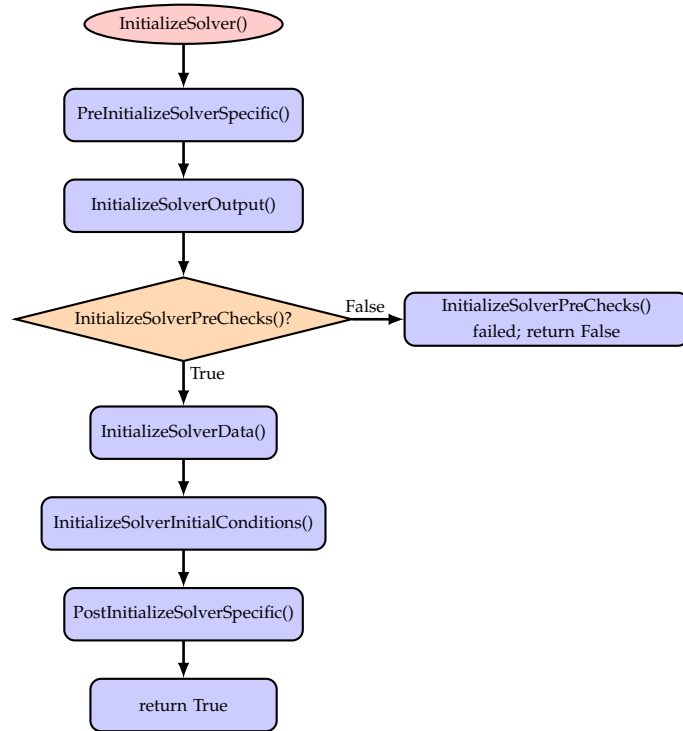 InitializeSolver()
PreInitializeSolverSpecific()
InitializeSolverOutput()
InitializeSolverPreChecks()?
False
InitializeSolverPreChecks()
failed; return False
True
InitializeSolverData()
InitializeSolverInitialConditions()
PostInitializeSolverSpecific()
return True